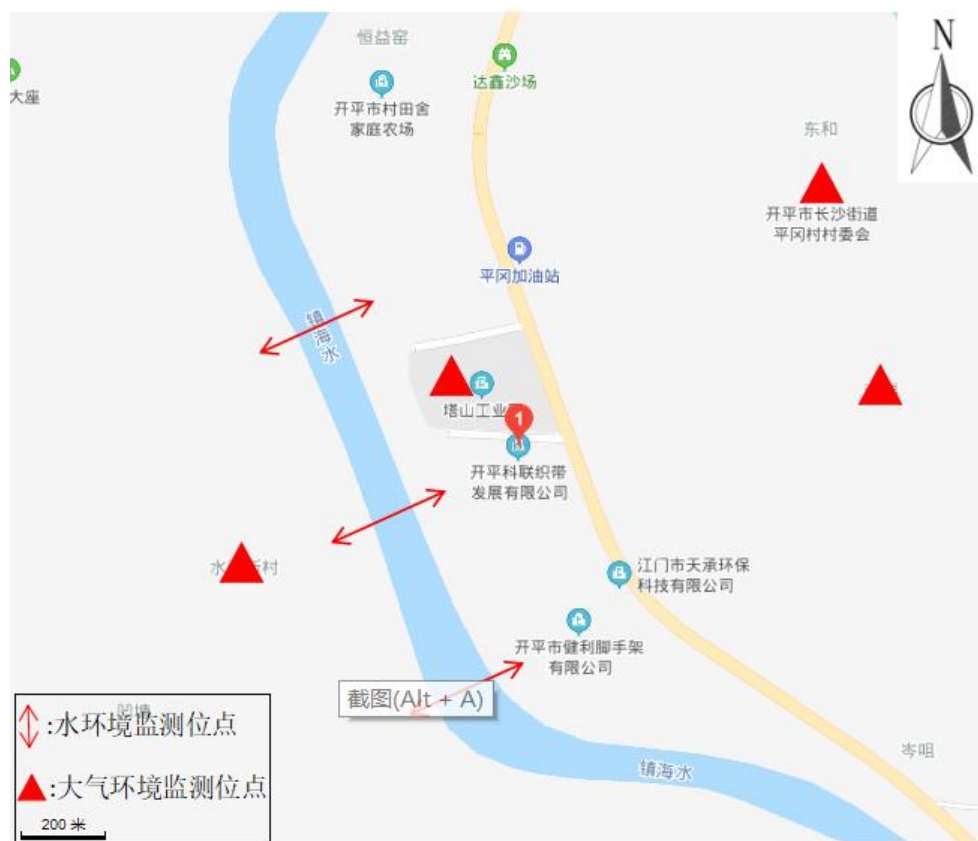 恒益窑
N
达鑫沙场
大座
开平市村田舍
家庭农场
东和
开平市长沙街道
平冈村村委会
平冈加油站
镇海水
塔山工业
1
开平科联织带
发展有限公司
水 新村
江门市天承环保
科技有限公司
开平市健利脚手架
有限公司
截图(Alt + A)
:水环境监测位点
岑咀
镇海水
:大气环境监测位点
200 米